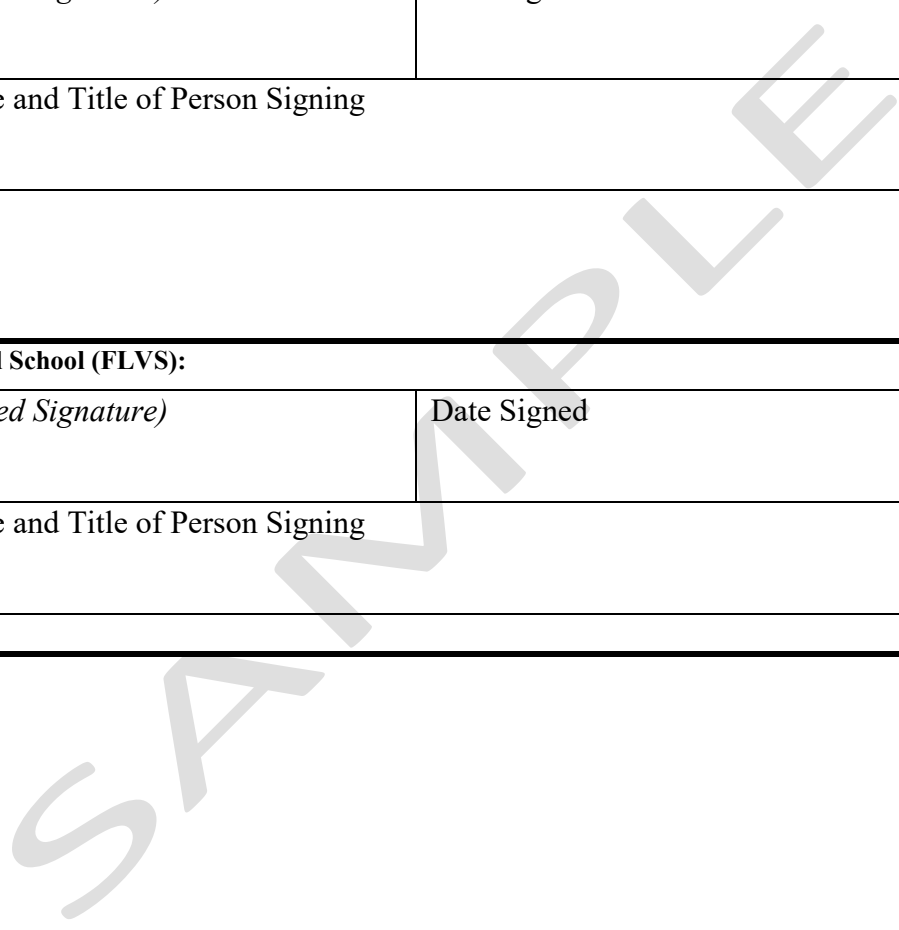 e and Title of Person Signing
l School (FLVS):
ed Signature)
Date Signed
e and Title of Person Signing
SAMPLE